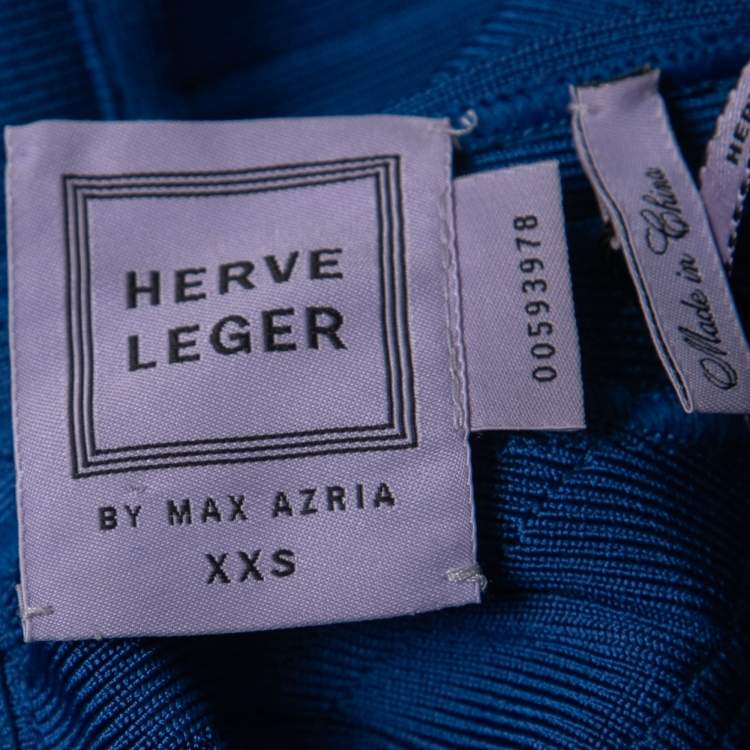 HERVE
LEGER
BY MAX AZRIA
XXS
00593978
Made in China